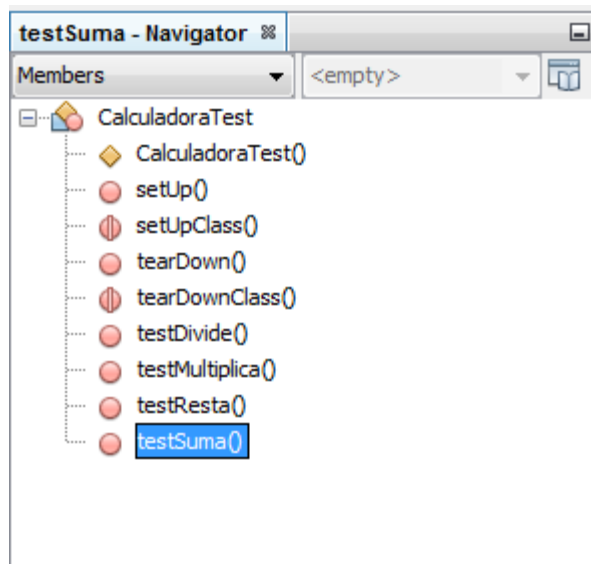 testSuma - Navigator
Members <empty>
CalculadoraTest
CalculadoraTest()
setUp()
setUpClass()
tearDown()
tearDownClass()
testDivide()
testMultiplica()
testResta()
testSuma()